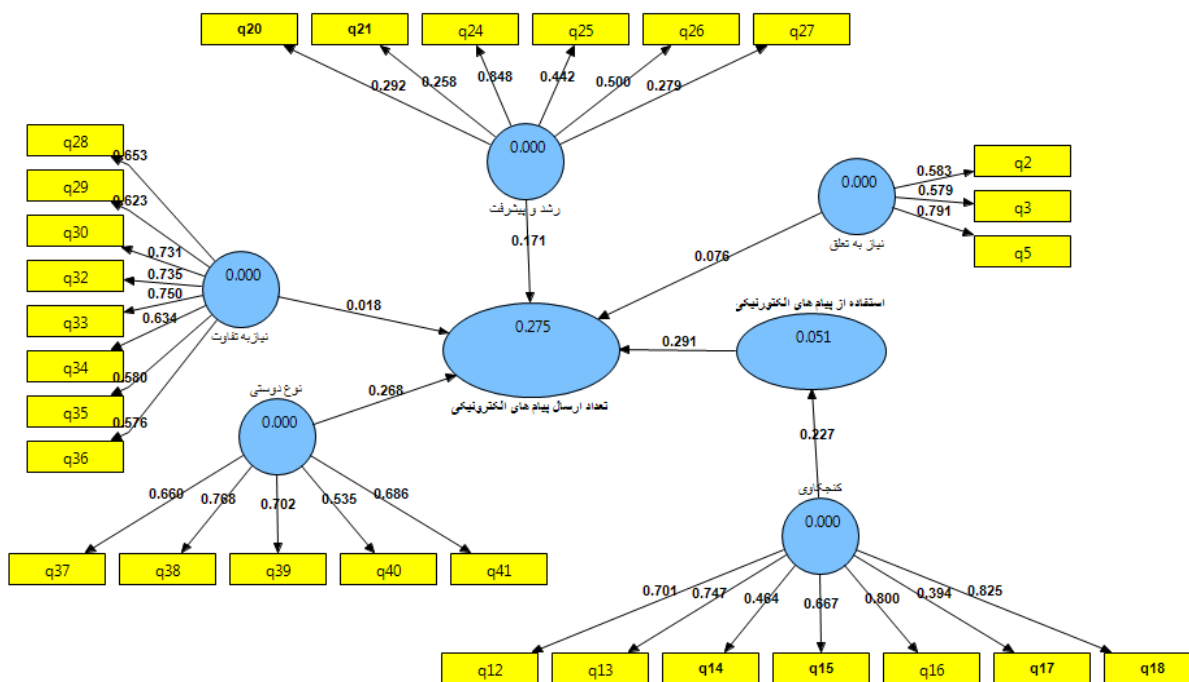 q20
q21
q24
q25
q26
q27
0.292
0.258
0.848
0.442
0.500
0.279
0.000
رشد و پیشرفت
0.171
q28
q29
q30
q32
q33
q34
q35
q36
0.653
0.623
0.731
0.735
0.750
0.634
0.580
0.576
0.000
نیازبه تفاوت
0.018
q2
q3
q5
0.583
0.579
0.791
0.000
نیاز به تعلق
0.076
0.275
تعداد ارسال پیام های الکترونیکی
0.291
استفاده از پیام های الکتورنیکی
0.051
0.227
نوع دوستی
0.000
0.268
0.660
0.768
0.702
0.535
0.686
q37
q38
q39
q40
q41
کنجکاوی
0.000
0.701
0.747
0.464
0.667
0.800
0.394
0.825
q12
q13
q14
q15
q16
q17
q18